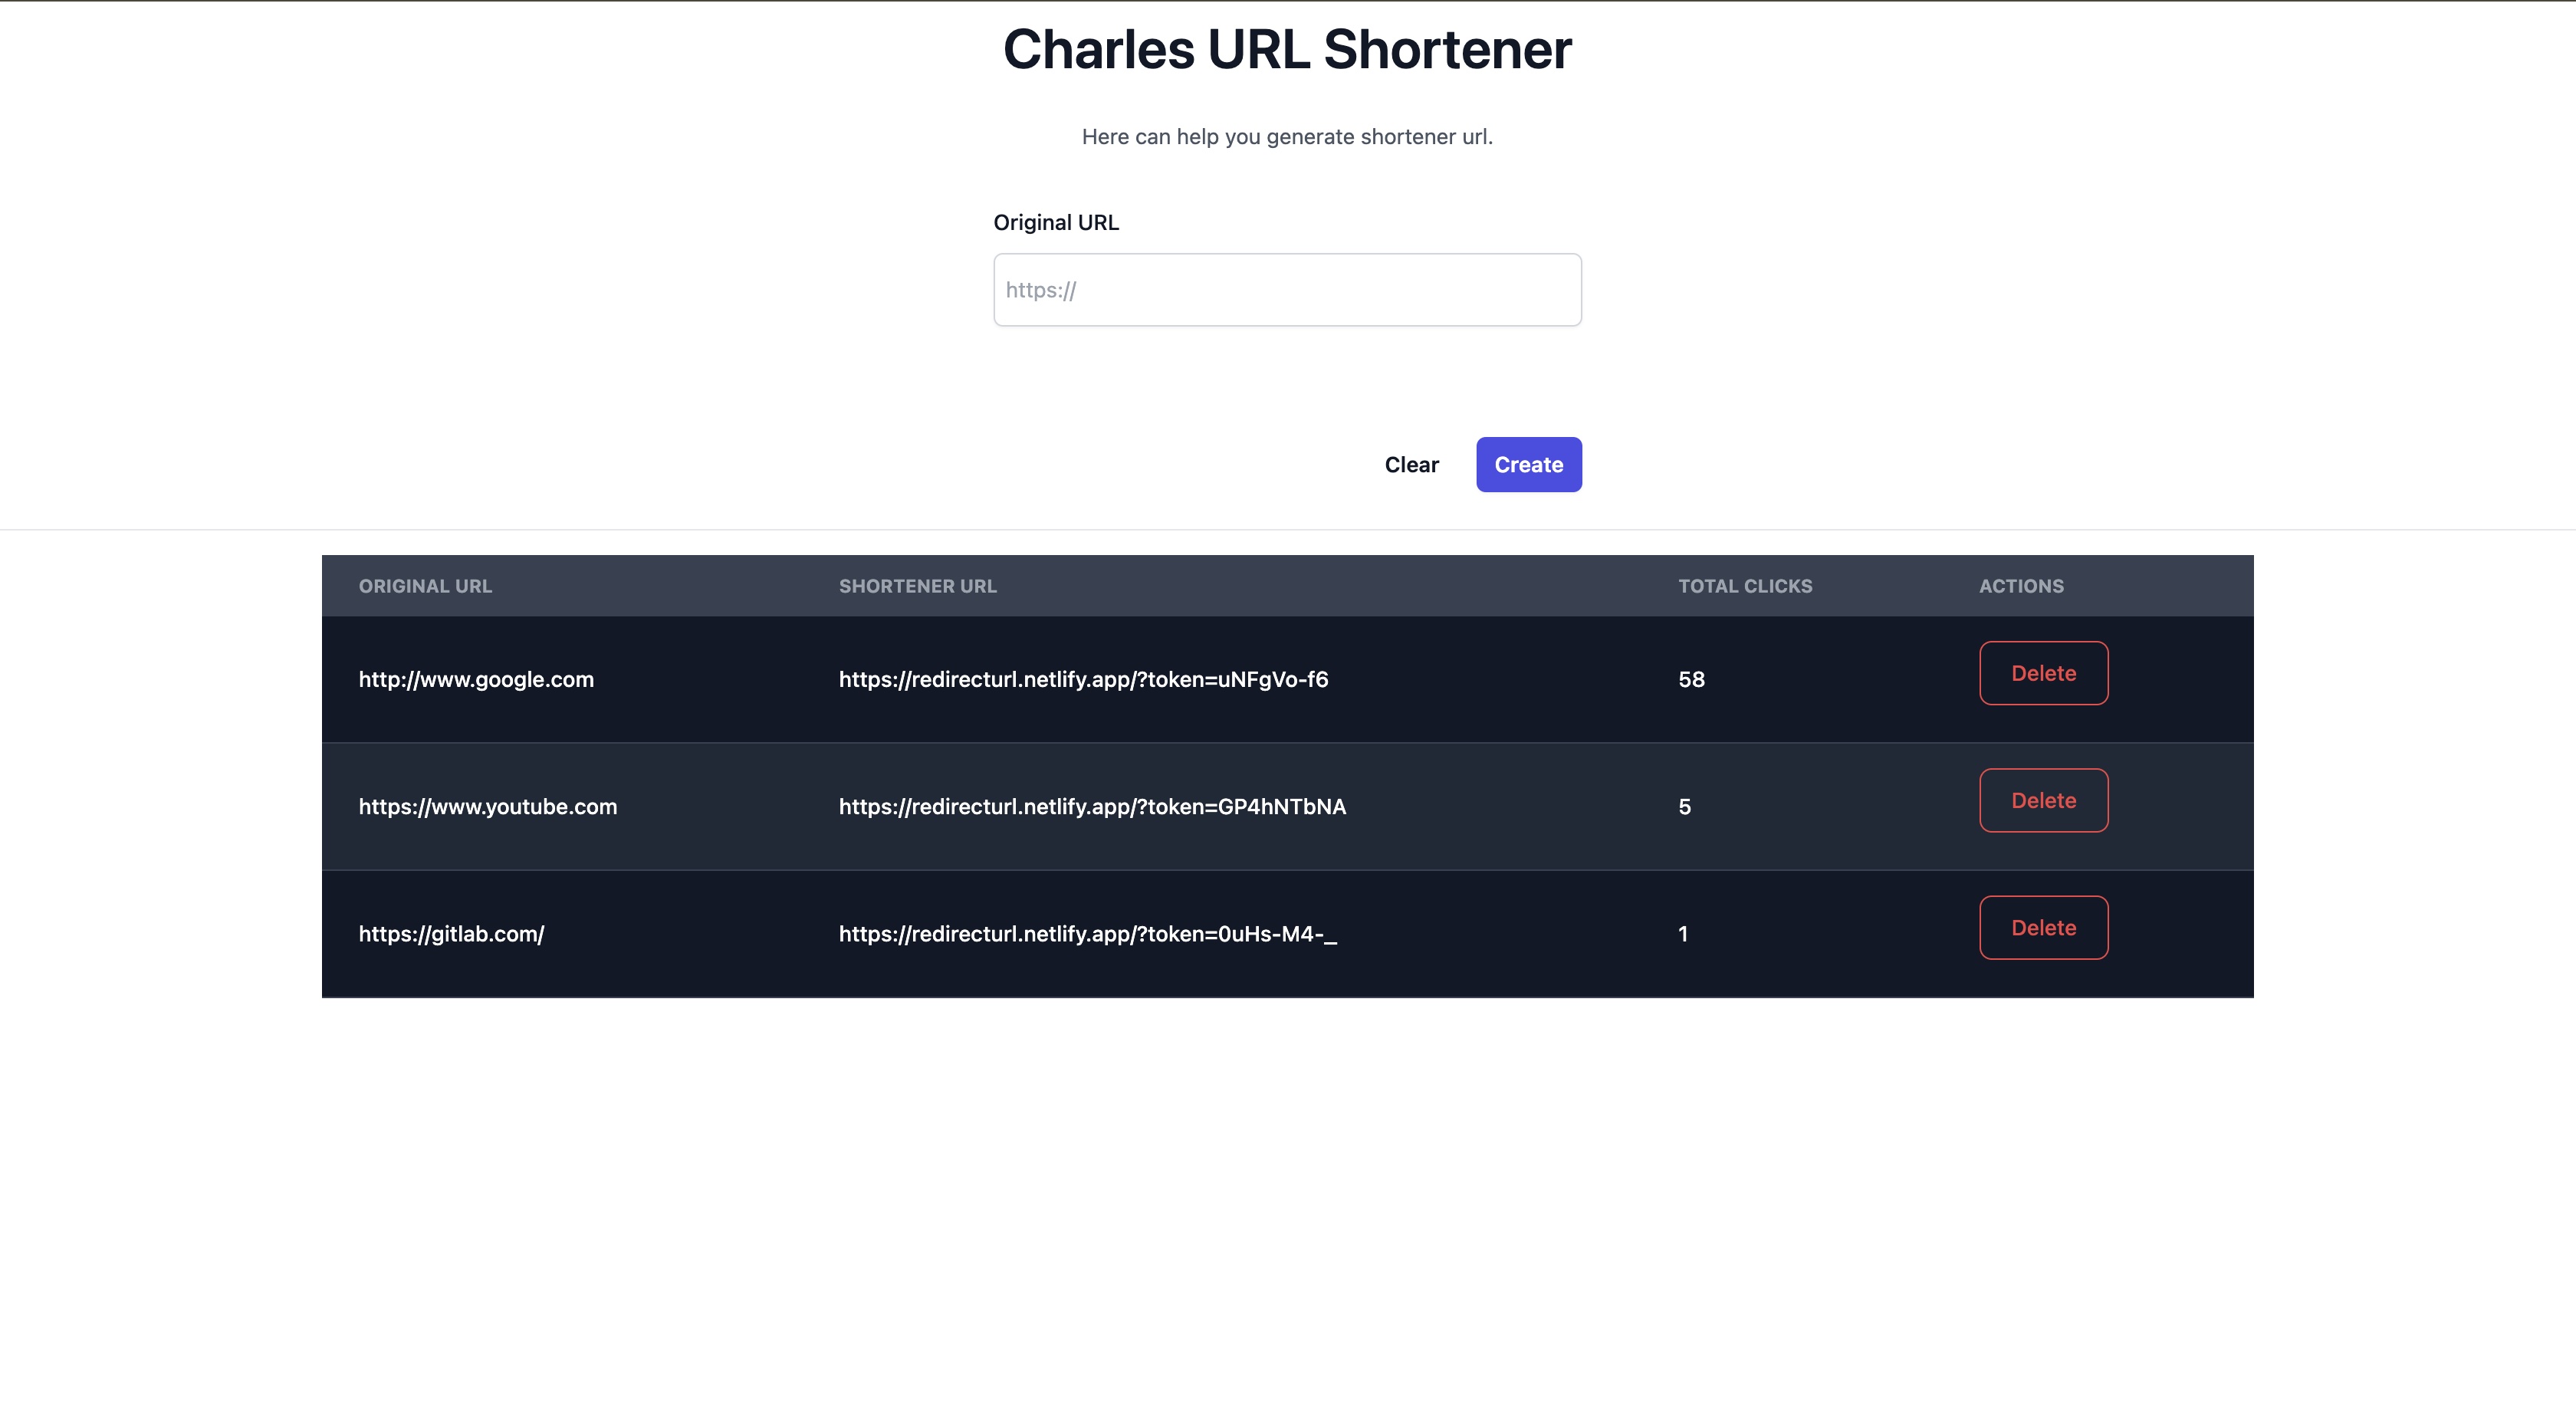 Charles URL Shortener
Here can help you generate shortener url.
Original URL
https://
Clear Create
ORIGINAL URL SHORTENER URL TOTAL CLICKS ACTIONS
http://www.google.com https://redirecturl.netlify.app/?token=uNFgVo-f6 58 Delete
https://www.youtube.com https://redirecturl.netlify.app/?token=GP4hNTbNA 5 Delete
https://gitlab.com/ https://redirecturl.netlify.app/?token=0uHs-M4-_ 1 Delete